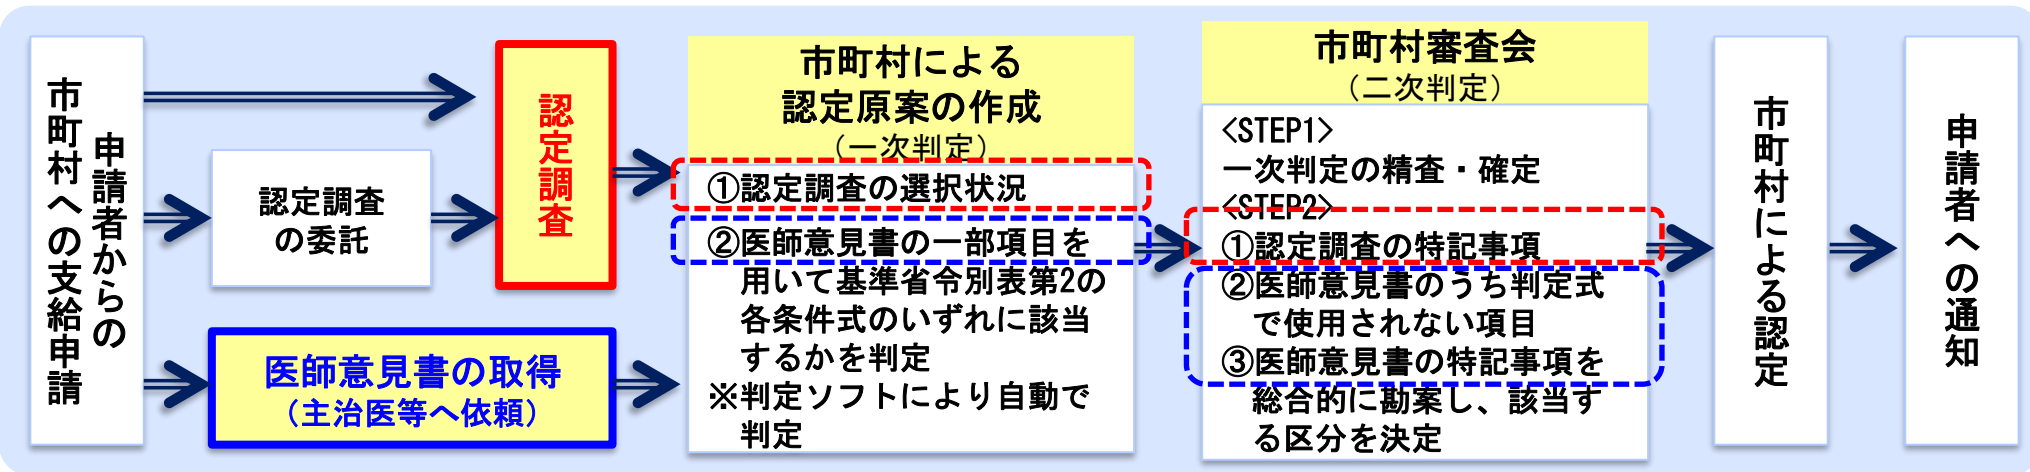 申請者からの
市町村への支給申請
認定調査
の委託
認定調査
医師意見書の取得
（主治医等へ依頼）
市町村による
認定原案の作成
（一次判定）
①認定調査の選択状況
②医師意見書の一部項目を
用いて基準省令別表第2の
各条件式のいずれに該当
するかを判定
※判定ソフトにより自動で
判定
市町村審査会
（二次判定）
<STEP1>
一次判定の精査・確定
<STEP2>
①認定調査の特記事項
②医師意見書のうち判定式
で使用されない項目
③医師意見書の特記事項を
総合的に勘案し、該当す
る区分を決定
市町村による認定
申請者への通知